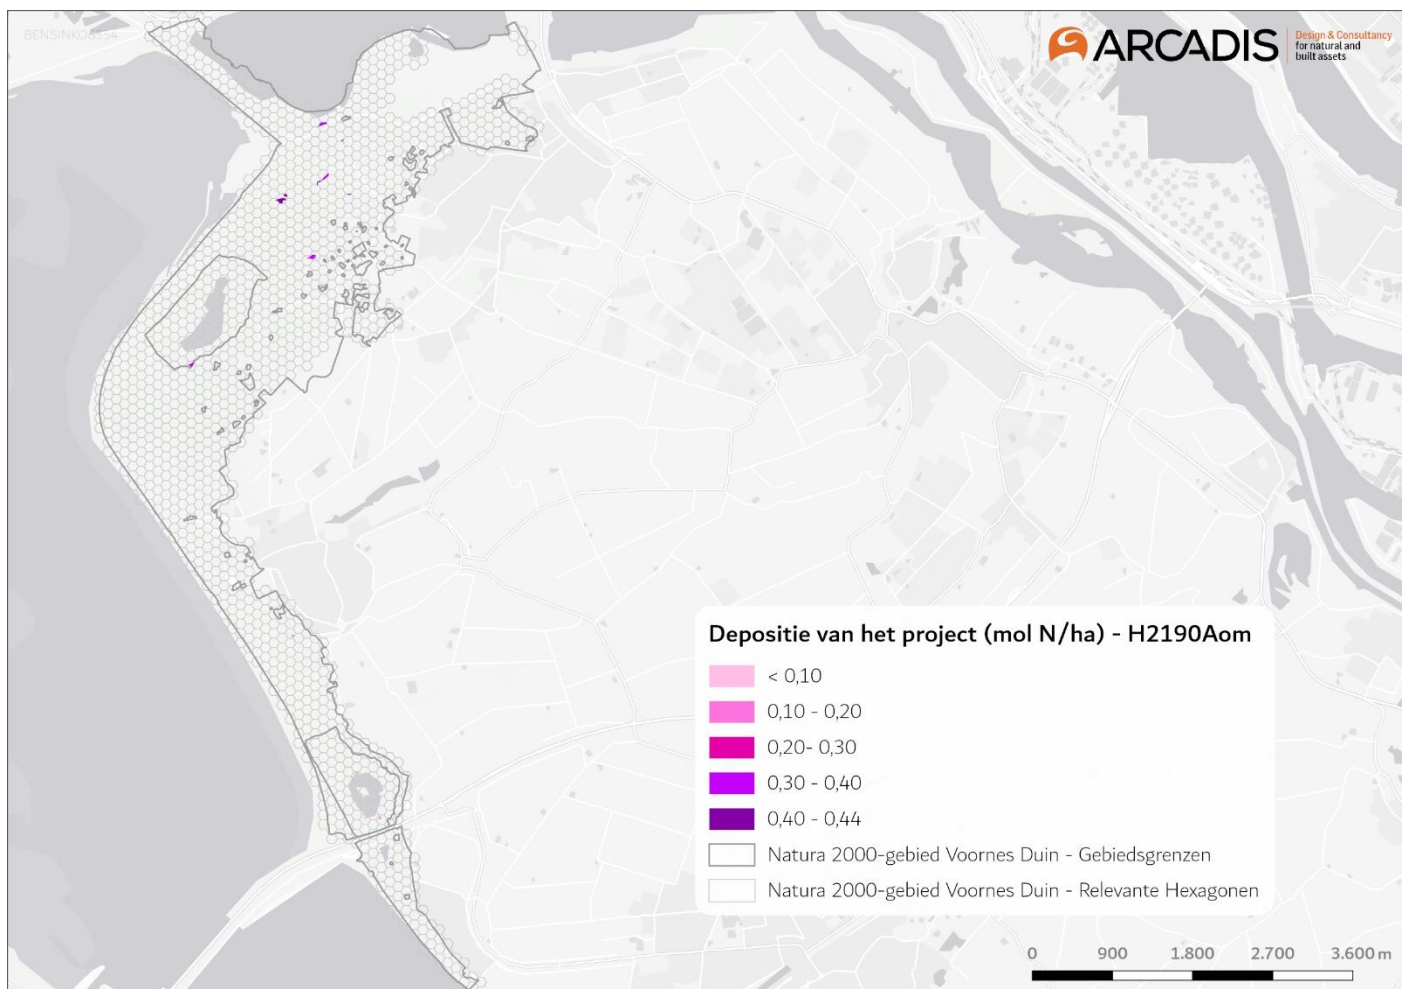 BENSINKO6554
ARCADIS
Design & Consultancy
for natural and
built assets
Depositie van het project (mol N/ha) - H2190Aom
< 0,10
0,10 - 0,20
0,20- 0,30
0,30 - 0,40
0,40 - 0,44
Natura 2000-gebied Voornes Duin - Gebiedsgrenzen
Natura 2000-gebied Voornes Duin - Relevante Hexagonen
0 900 1.800 2.700 3.600 m